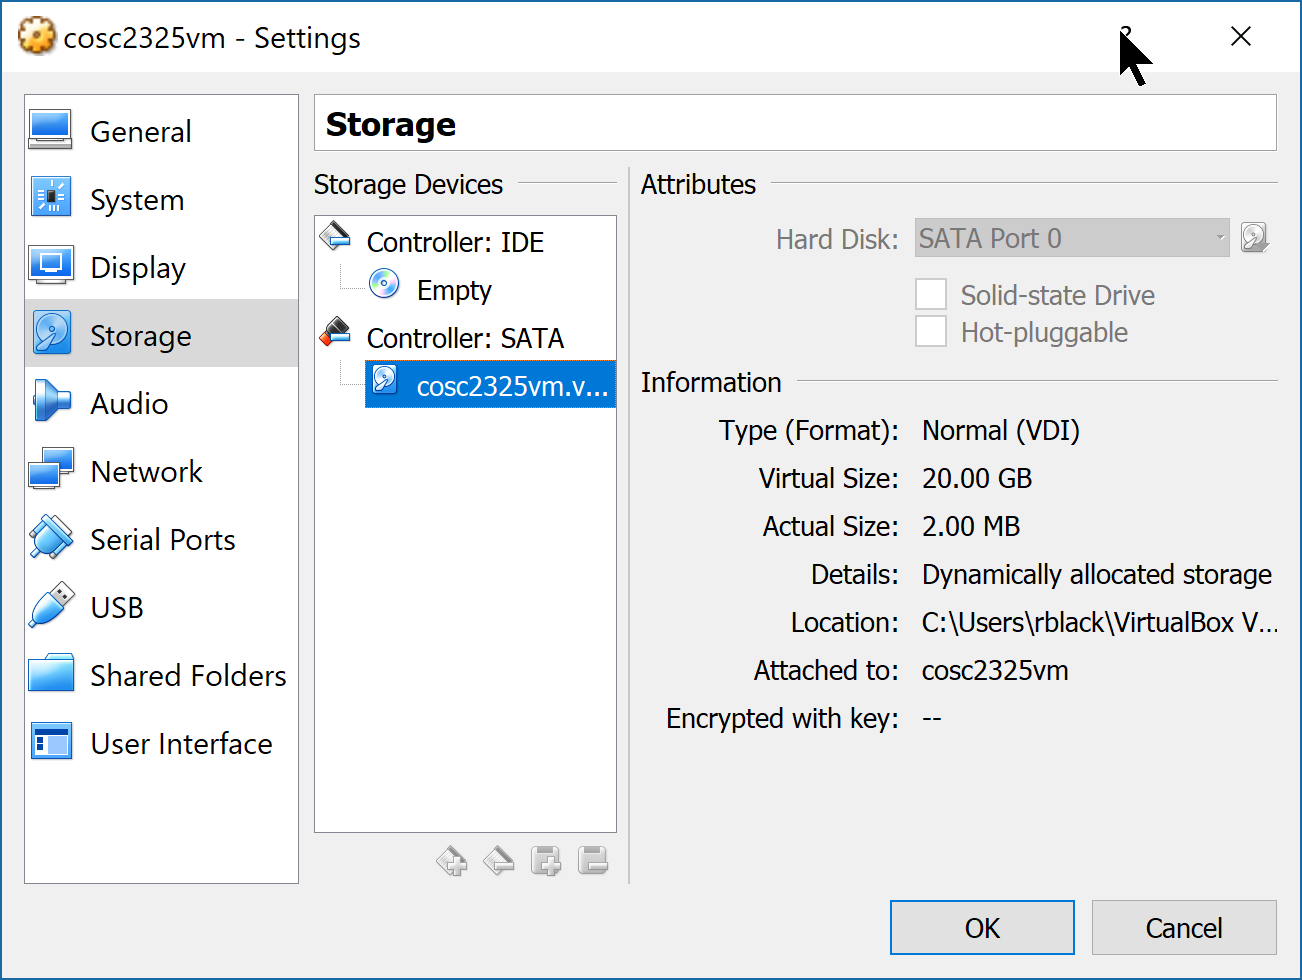 cosc2325vm - Settings
?
General
System
Display
Storage
Audio
Network
Serial Ports
USB
Shared Folders
User Interface
Storage
Storage Devices
Controller: IDE
Empty
Controller: SATA
cosc2325vm.v...
Attributes
Hard Disk: SATA Port 0
Solid-state Drive
Hot-pluggable
Information
Type (Format): Normal (VDI)
Virtual Size: 20.00 GB
Actual Size: 2.00 MB
Details: Dynamically allocated storage
Location: C:\Users\rblack\VirtualBox V...
Attached to: cosc2325vm
Encrypted with key: --
OK
Cancel